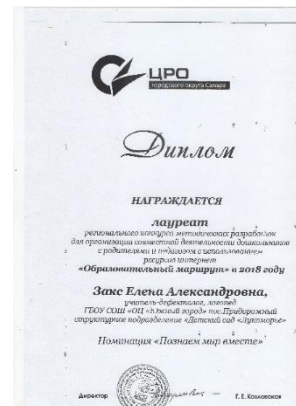 ЦРО
городского округа Самара
Диплом
НАГРАЖДАЕТСЯ
лауреат
регионального конкурса методических разработок
для организации совместной деятельности дошкольников
с родителями и педагогом с использованием
ресурсов интернет
«Образовательный маршрут» в 2018 году
Закс Елена Александровна,
учитель-дефектолог, логопед
ГБОУ СОШ «ОЦ «Южный город» пос.Придорожный
структурное подразделение «Детский сад «Лукоморье»
Номинация «Познаем мир вместе»
Директор
Г. Е. Козловская